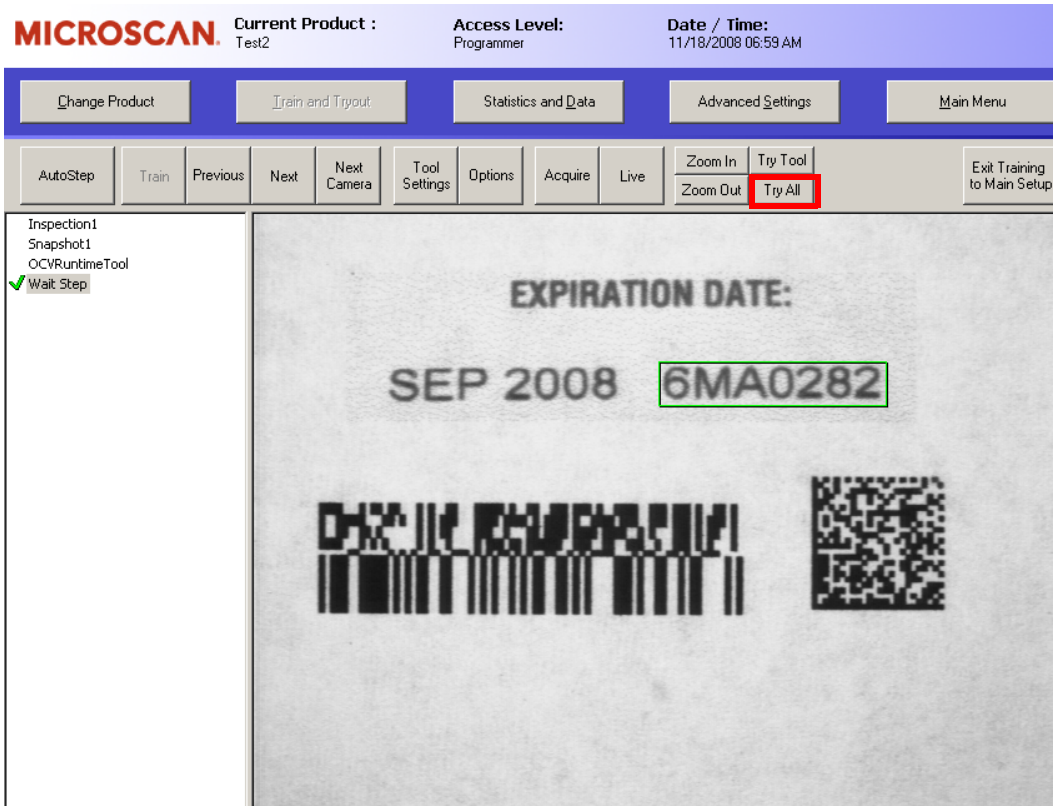 MICROSCAN.
Current Product :
Test2
Access Level:
Programmer
Date / Time:
11/18/2008 06:59 AM
Change Product
Train and Tryout
Statistics and Data
Advanced Settings
Main Menu
AutoStep
Train
Previous
Next
Next Camera
Tool Settings
Options
Acquire
Live
Zoom In
Try Tool
Zoom Out
Try All
Exit Training to Main Setup
Inspection1
Snapshot1
OCVRuntimeTool
Wait Step
EXPIRATION DATE:
SEP 2008 6MA0282